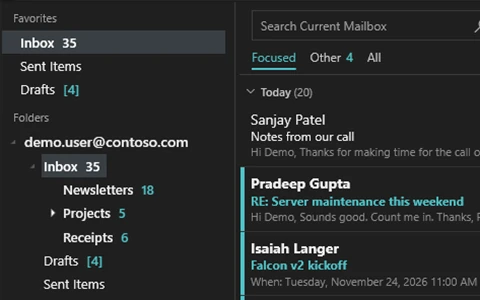 Favorites
Inbox 35
Sent Items
Drafts [4]
Folders
demo.user@contoso.com
Inbox 35
Newsletters 18
Projects 5
Receipts 6
Drafts [4]
Sent Items
Search Current Mailbox
Focused Other 4 All
Today (20)
Sanjay Patel
Notes from our call
Hi Demo, Thanks for making time for the call o
Pradeep Gupta
RE: Server maintenance this weekend
Hi Demo, Sounds good. Count me in. Thanks, P
Isaiah Langer
Falcon v2 kickoff
When: Tuesday, November 24, 2026 11:00 AM